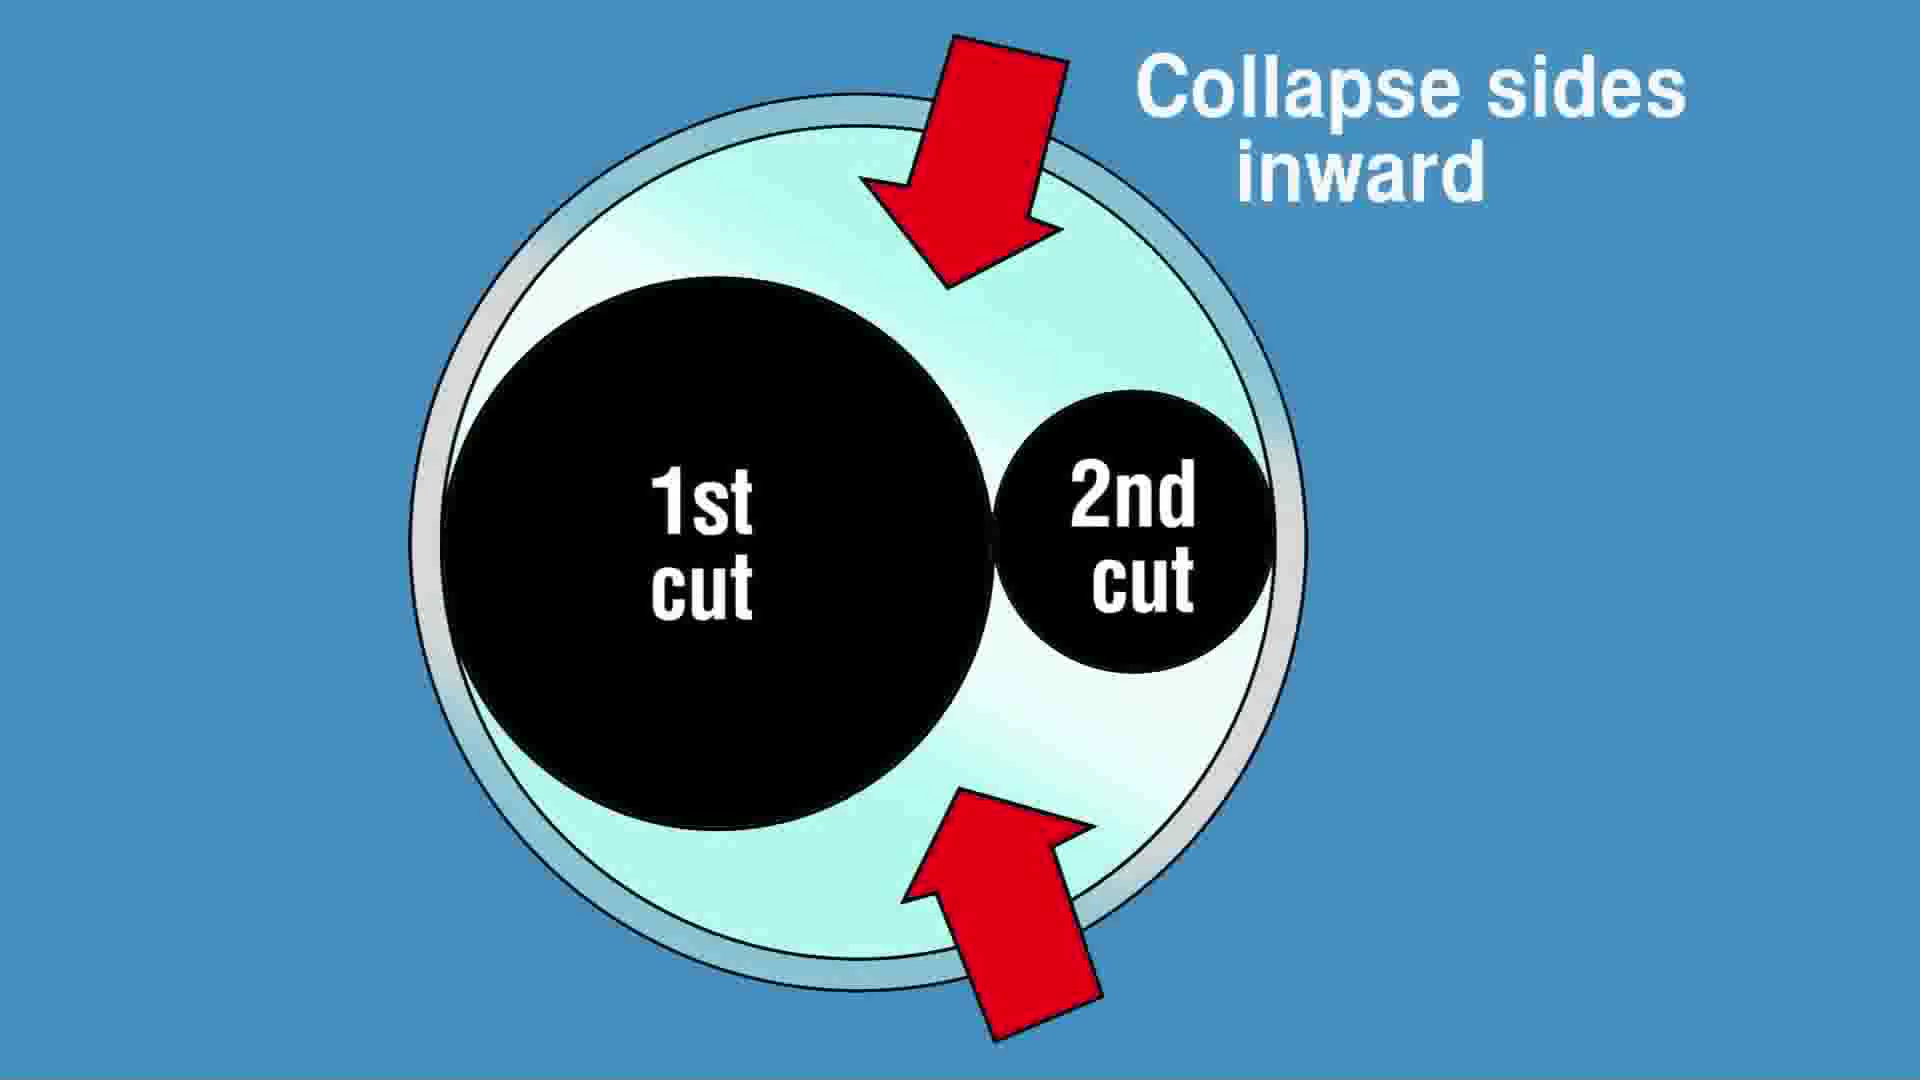 Collapse sides
inward
1st
cut
2nd
cut